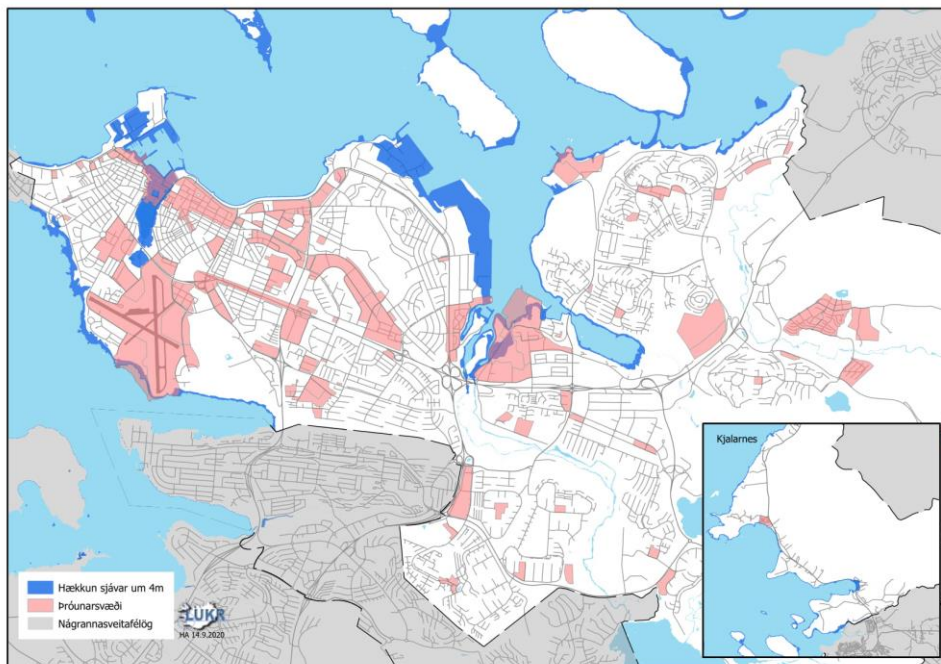 Kjalarnes
Hækkun sjávar um 4m
Þróunarsvæði
Nágrannasveitafélög
LUKR
HA 14.9.2020